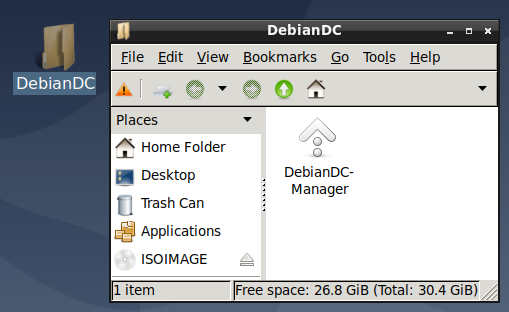 DebianDC
DebianDC
File Edit View Bookmarks Go Tools Help
Places
Home Folder
Desktop
Trash Can
Applications
ISOIMAGE
DebianDC-
Manager
1 item
Free space: 26.8 GiB (Total: 30.4 GiB)